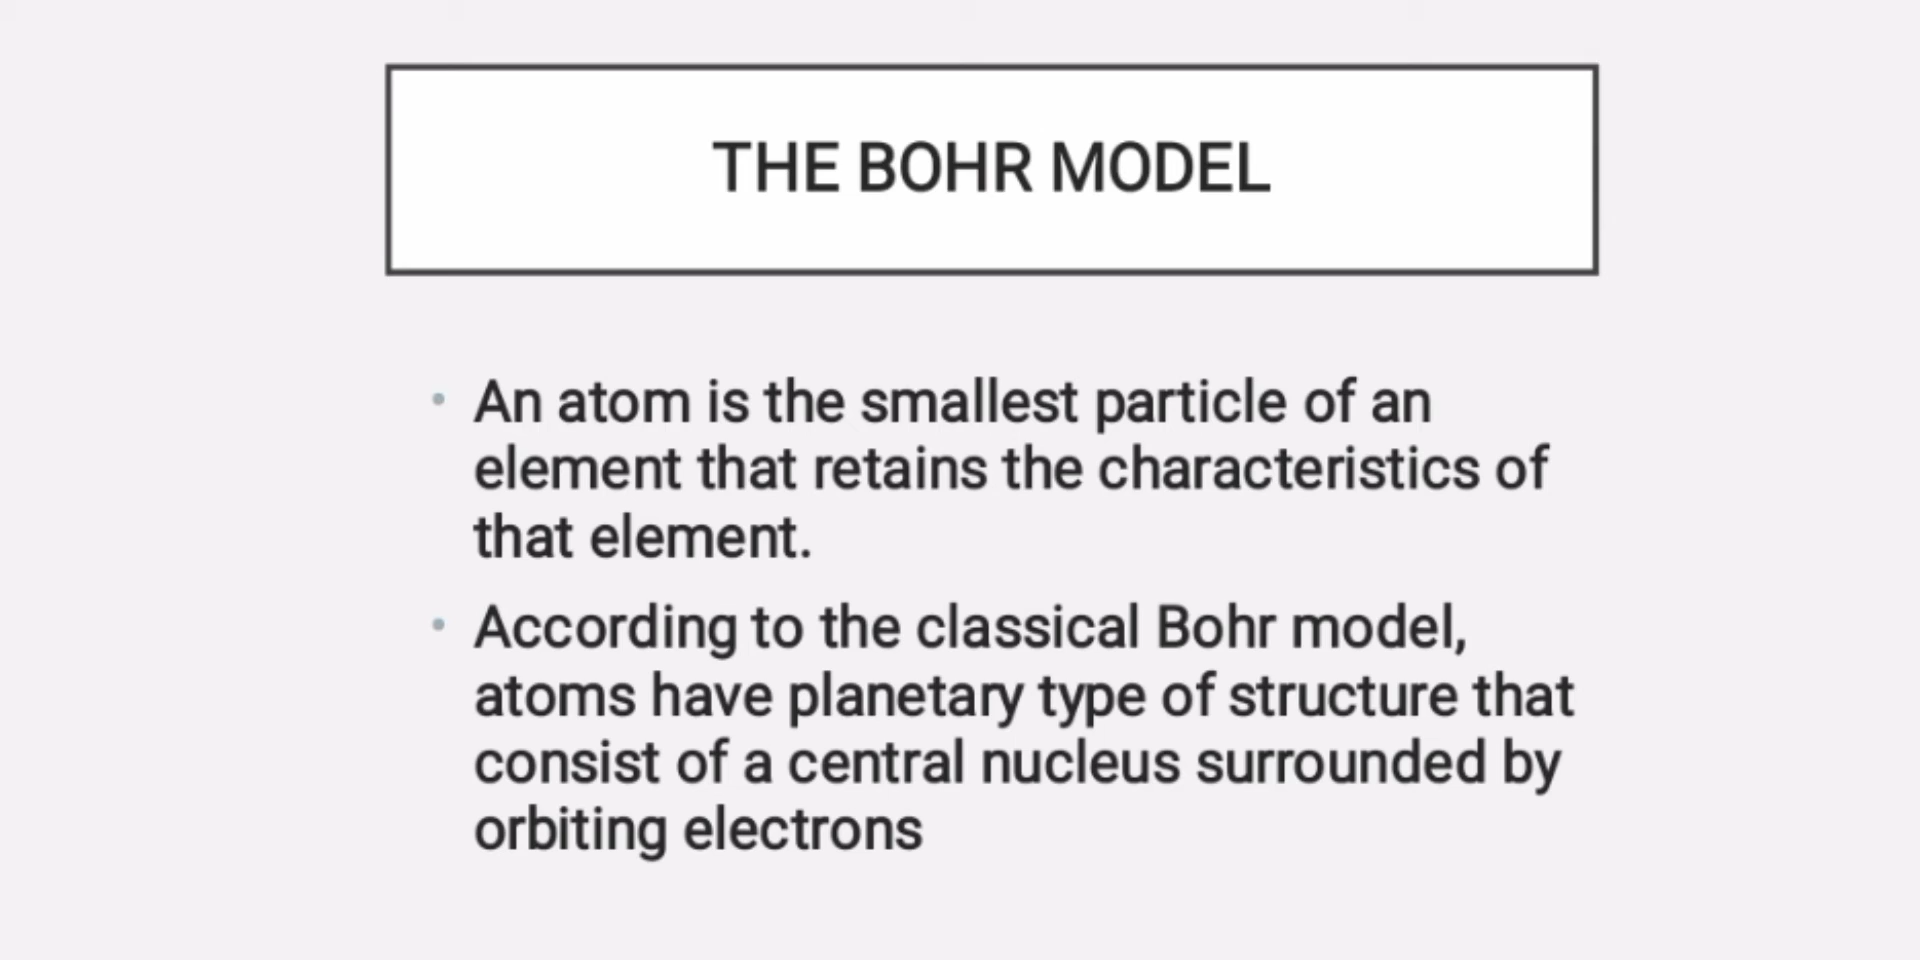 THE BOHR MODEL
• An atom is the smallest particle of an
element that retains the characteristics of
that element.
• According to the classical Bohr model,
atoms have planetary type of structure that
consist of a central nucleus surrounded by
orbiting electrons